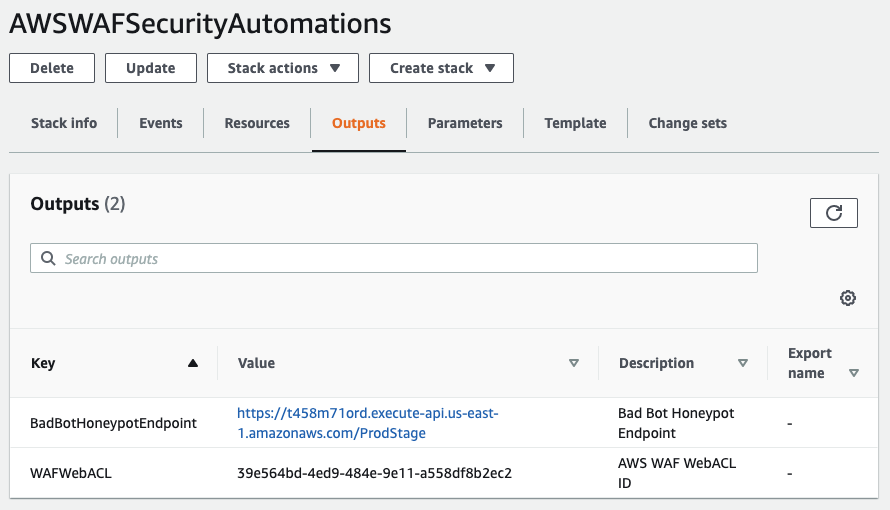 AWSWAFSecurityAutomations
Delete
Update
Stack actions
Create stack
Stack info
Events
Resources
Outputs
Parameters
Template
Change sets
Outputs (2)
Search outputs
Key
Value
Description
Export
name
BadBotHoneypotEndpoint
https://t458m71ord.execute-api.us-east-
1.amazonaws.com/ProdStage
Bad Bot Honeypot
Endpoint
-
WAFWebACL
39e564bd-4ed9-484e-9e11-a558df8b2ec2
AWS WAF WebACL
ID
-